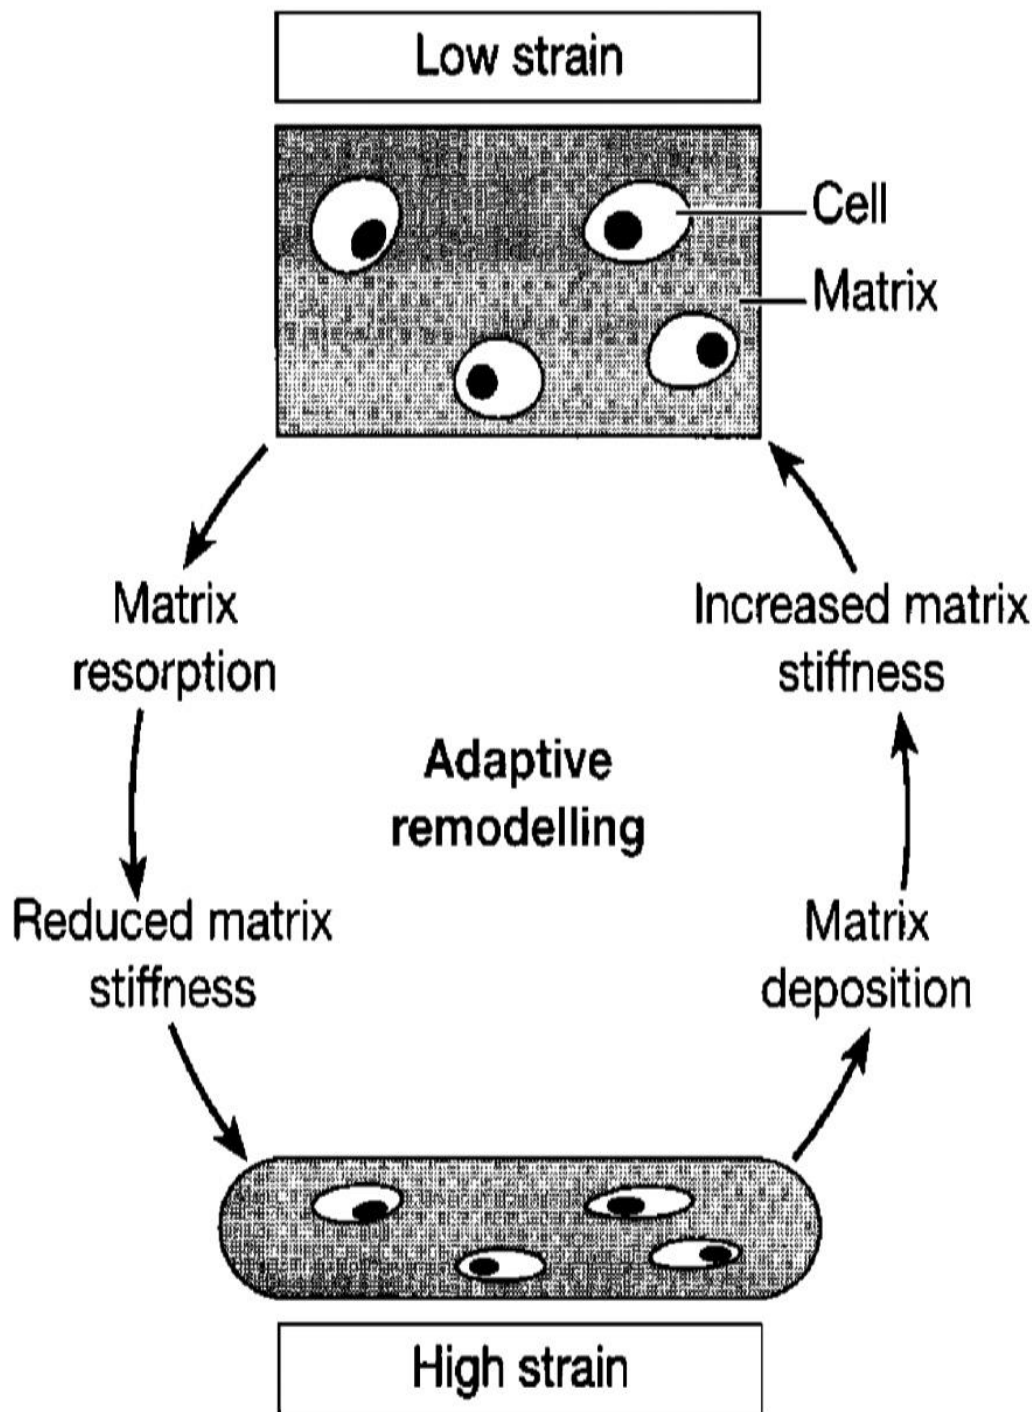 Low strain
Cell
Matrix
Matrix
resorption
Increased matrix
stiffness
Adaptive
remodelling
Reduced matrix
stiffness
Matrix
deposition
High strain